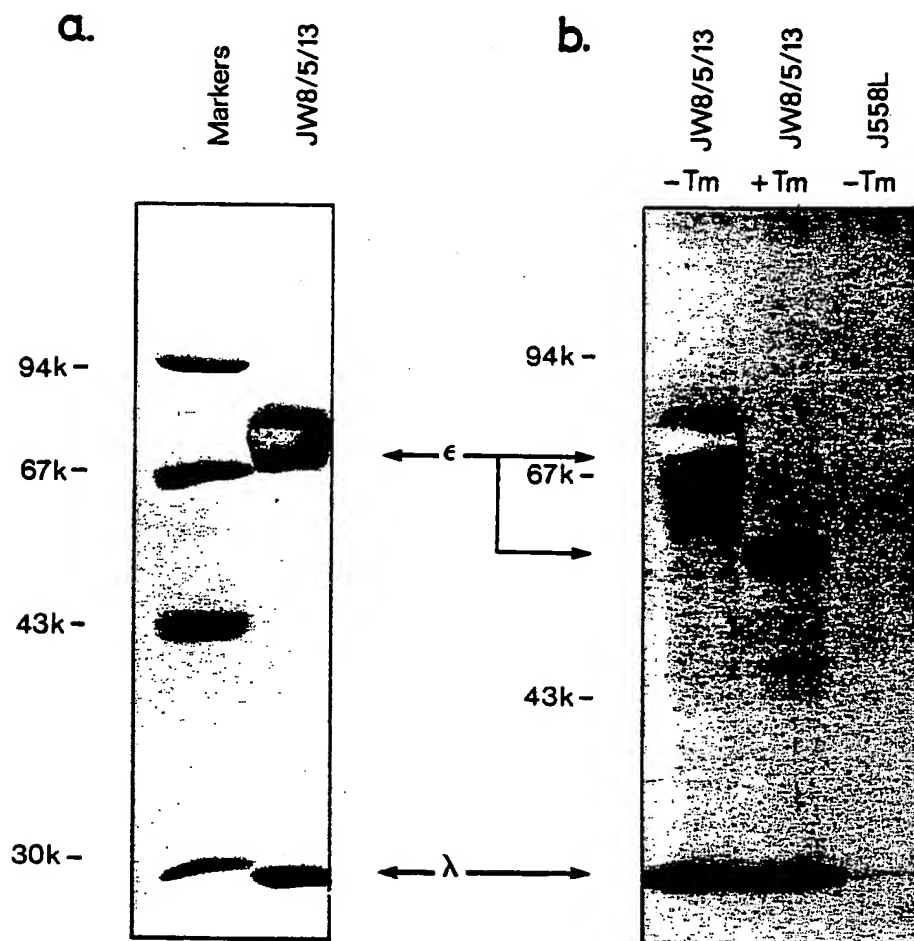 a.
Markers
JW8/5/13
94k -
67k -
43k -
30k -
ϵ
λ
b.
JW8/5/13
JW8/5/13
J558L
-Tm
+Tm
-Tm
94k -
67k -
43k -